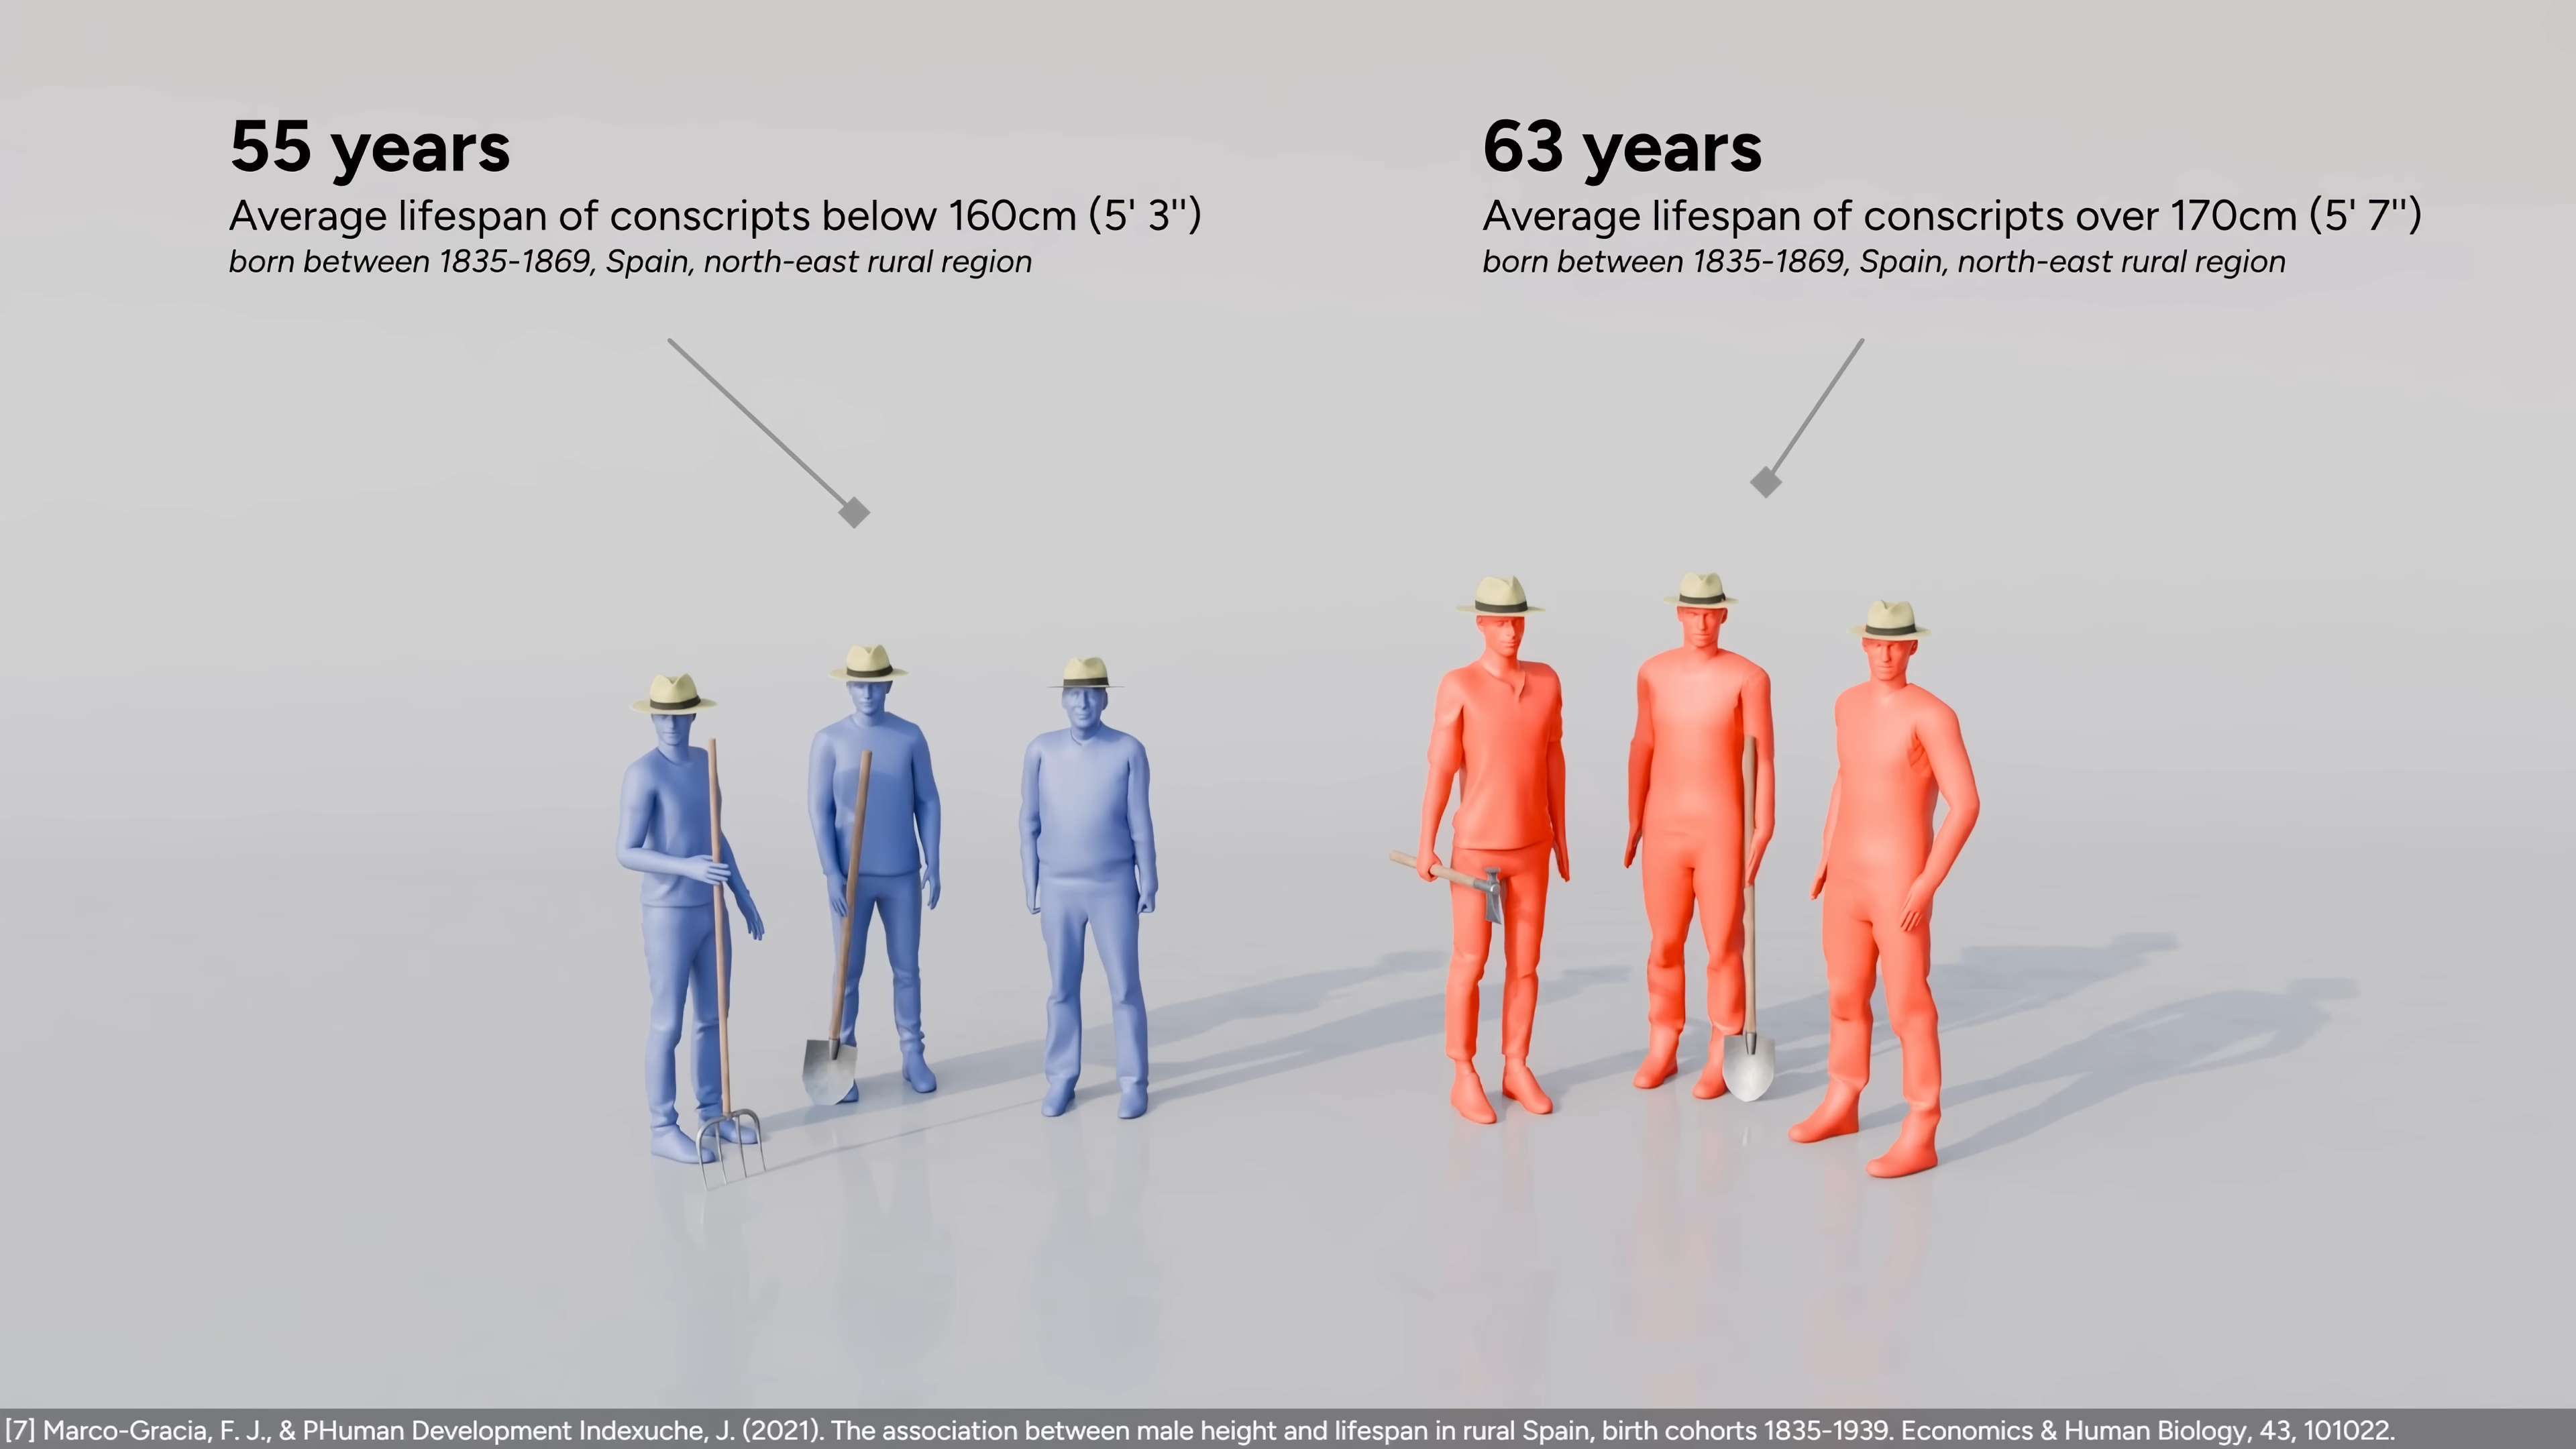 55 years
Average lifespan of conscripts below 160cm (5' 3")
born between 1835-1869, Spain, north-east rural region
63 years
Average lifespan of conscripts over 170cm (5' 7")
born between 1835-1869, Spain, north-east rural region
[7] Marco-Gracia, F. J., & PHuman Development Indexuche, J. (2021). The association between male height and lifespan in rural Spain, birth cohorts 1835-1939. Economics & Human Biology, 43, 101022.